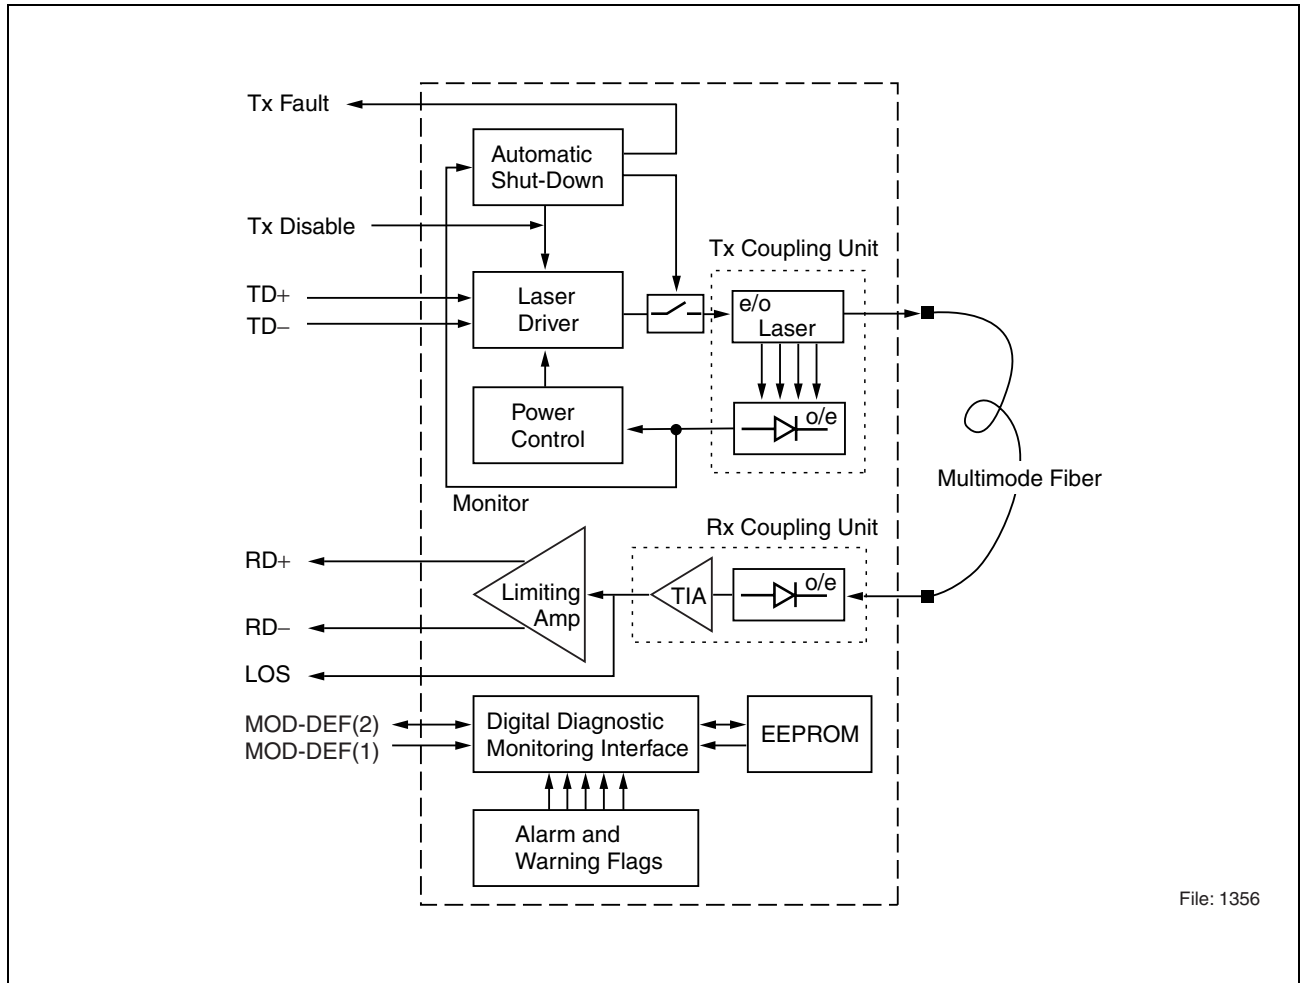 Tx Fault
Automatic
Shut-Down
Tx Disable
Tx Coupling Unit
TD+
TD−
Laser
Driver
e/o
Laser
Power
Control
o/e
Monitor
Multimode Fiber
Rx Coupling Unit
RD+
RD−
Limiting
Amp
TIA
o/e
LOS
MOD-DEF(2)
MOD-DEF(1)
Digital Diagnostic
Monitoring Interface
EEPROM
Alarm and
Warning Flags
File: 1356